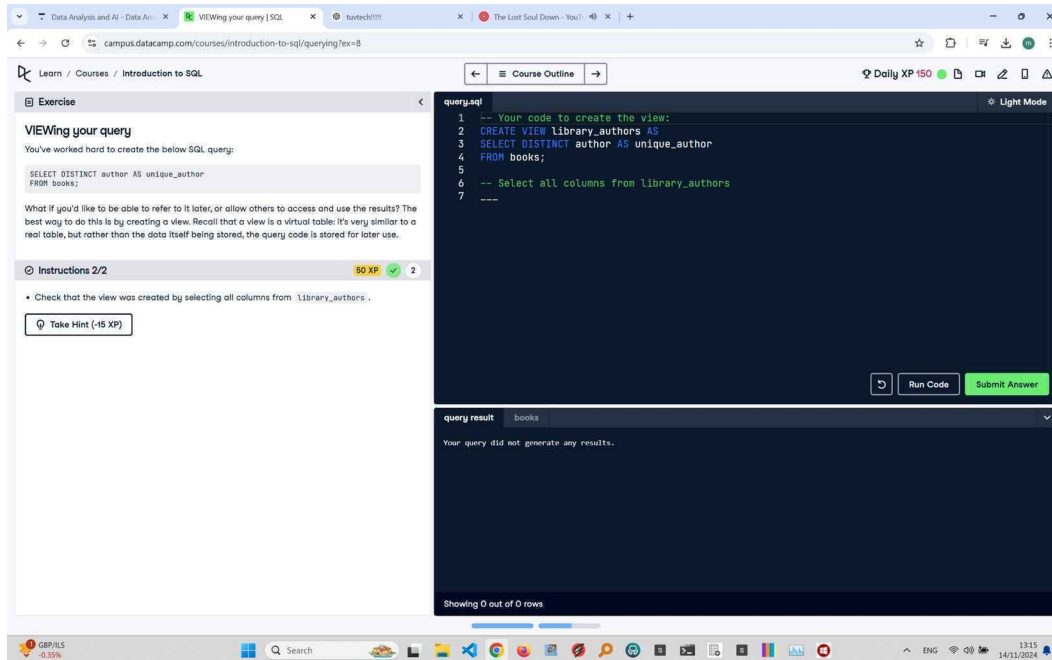 Data Analysis and AI - Data An
VIEWing your query | SQL
tuvtech!!!!!
The Lost Soul Down - YouT
campus.datacamp.com/courses/introduction-to-sql/querying?ex=8
Learn / Courses / Introduction to SQL
Course Outline
Daily XP 150
Exercise
VIEWing your query
You've worked hard to create the below SQL query:
SELECT DISTINCT author AS unique_author
FROM books;
What if you'd like to be able to refer to it later, or allow others to access and use the results? The
best way to do this is by creating a view. Recall that a view is a virtual table: it's very similar to a
real table, but rather than the data itself being stored, the query code is stored for later use.
Instructions 2/2
50 XP
2
• Check that the view was created by selecting all columns from library_authors .
Take Hint (-15 XP)
query.sql
Light Mode
1 -- Your code to create the view:
2 CREATE VIEW library_authors AS
3 SELECT DISTINCT author AS unique_author
4 FROM books;
5
6 -- Select all columns from library_authors
7 ___
Run Code
Submit Answer
query result
books
Your query did not generate any results.
Showing 0 out of 0 rows
GBP/ILS
-0.35%
Search
ENG
13:15
14/11/2024